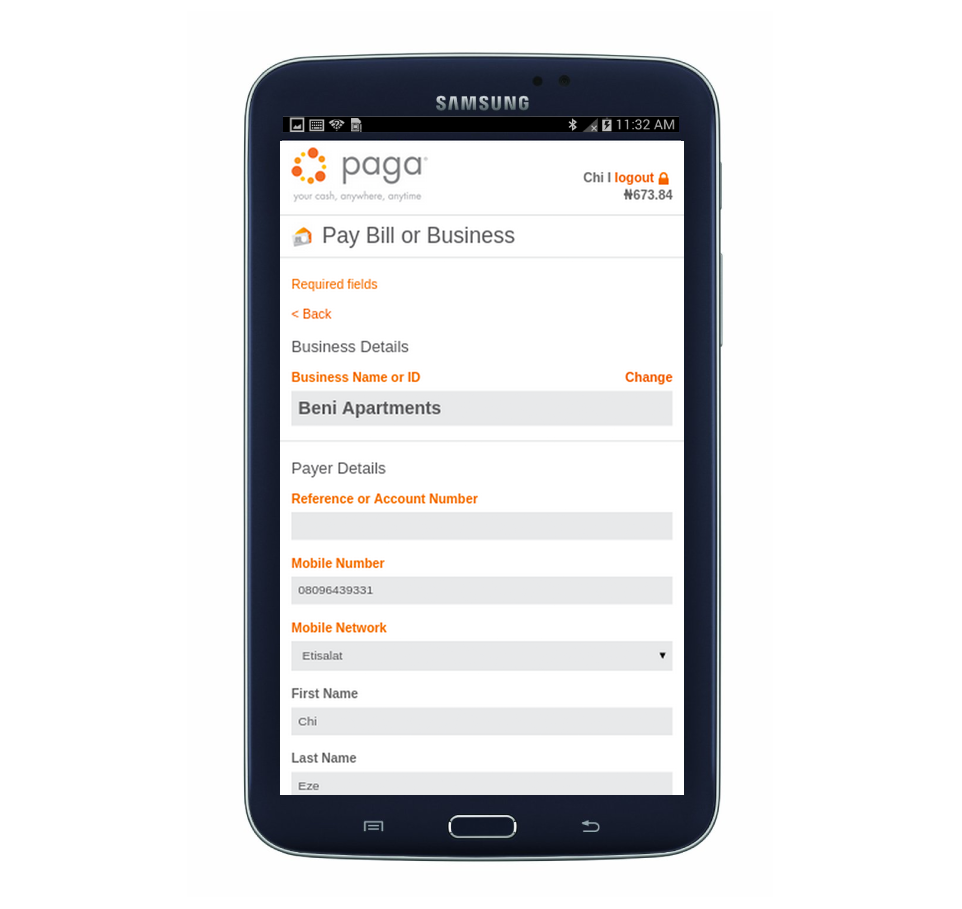 SAMSUNG
11:32 AM
paga
your cash, anywhere, anytime
Chi I logout
₦673.84
Pay Bill or Business
Required fields
< Back
Business Details
Business Name or ID Change
Beni Apartments
Payer Details
Reference or Account Number
Mobile Number
08096439331
Mobile Network
Etisalat
First Name
Chi
Last Name
Eze